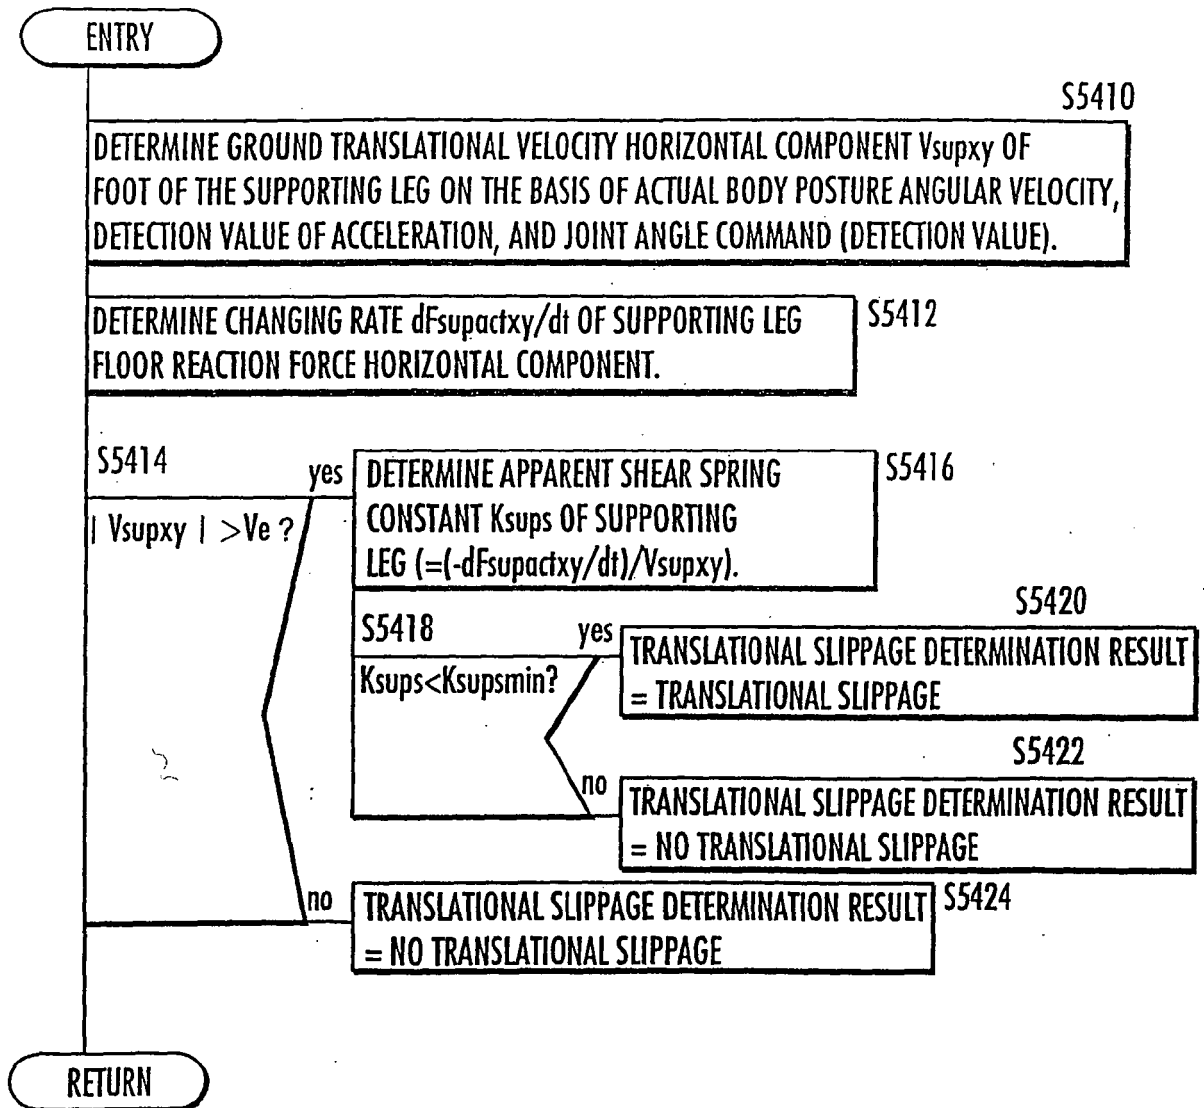 ENTRY
S5410
DETERMINE GROUND TRANSLATIONAL VELOCITY HORIZONTAL COMPONENT Vsupxy OF
FOOT OF THE SUPPORTING LEG ON THE BASIS OF ACTUAL BODY POSTURE ANGULAR VELOCITY,
DETECTION VALUE OF ACCELERATION, AND JOINT ANGLE COMMAND (DETECTION VALUE).
DETERMINE CHANGING RATE dFsupactxy/dt OF SUPPORTING LEG
FLOOR REACTION FORCE HORIZONTAL COMPONENT.
S5412
S5414
| Vsupxy | >Ve ?
yes
DETERMINE APPARENT SHEAR SPRING
CONSTANT Ksups OF SUPPORTING
LEG (=(-dFsupactxy/dt)/Vsupxy).
S5416
S5418
Ksups<Ksupsmin?
yes
S5420
TRANSLATIONAL SLIPPAGE DETERMINATION RESULT
= TRANSLATIONAL SLIPPAGE
S5422
no
TRANSLATIONAL SLIPPAGE DETERMINATION RESULT
= NO TRANSLATIONAL SLIPPAGE
no
TRANSLATIONAL SLIPPAGE DETERMINATION RESULT
= NO TRANSLATIONAL SLIPPAGE
S5424
RETURN